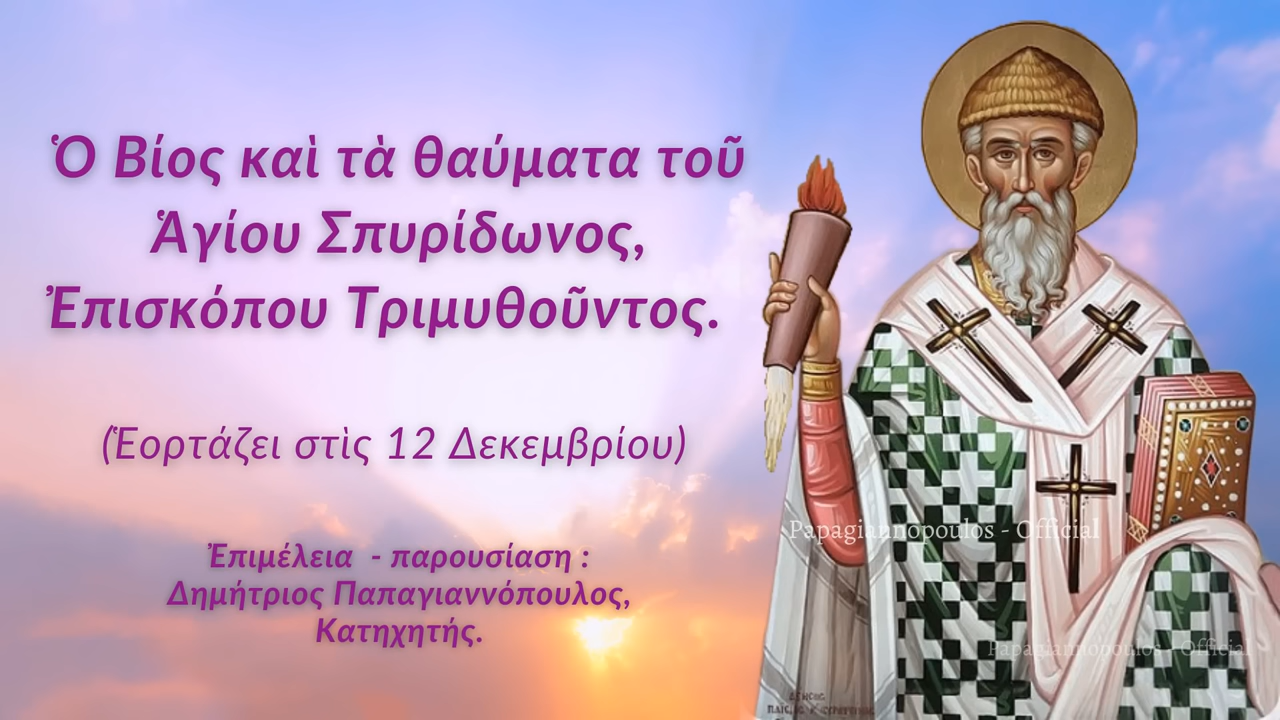 Ὁ Βίος καὶ τὰ θαύματα τοῦ
Ἁγίου Σπυρίδωνος,
Ἐπισκόπου Τριμυθοῦντος.
(Ἑορτάζει στὶς 12 Δεκεμβρίου)
Ἐπιμέλεια - παρουσίαση :
Δημήτριος Παπαγιαννόπουλος,
Κατηχητής.
Papagiannopoulos - Official
Papagiannopoulos - Official